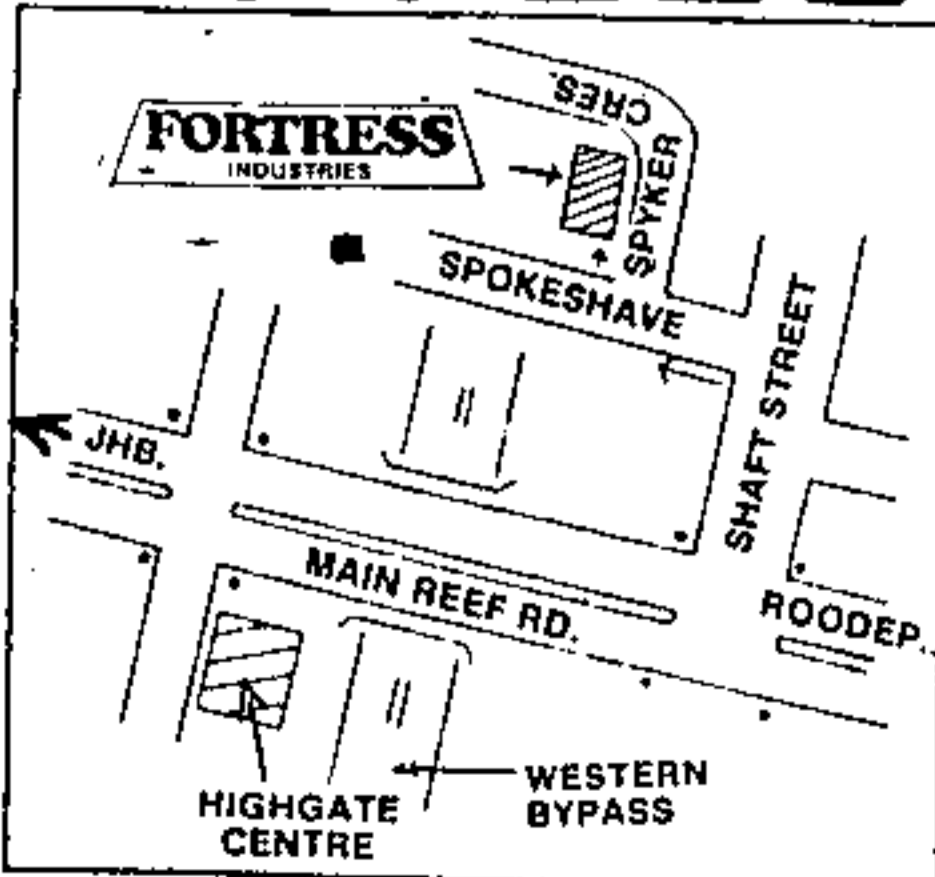 CRES.
FORTRESS
INDUSTRIES
SPYKER
SPOKESHAVE
SHAFT STREET
JHB.
MAIN REEF RD.
ROODEP.
HIGHGATE
CENTRE
WESTERN
BYPASS